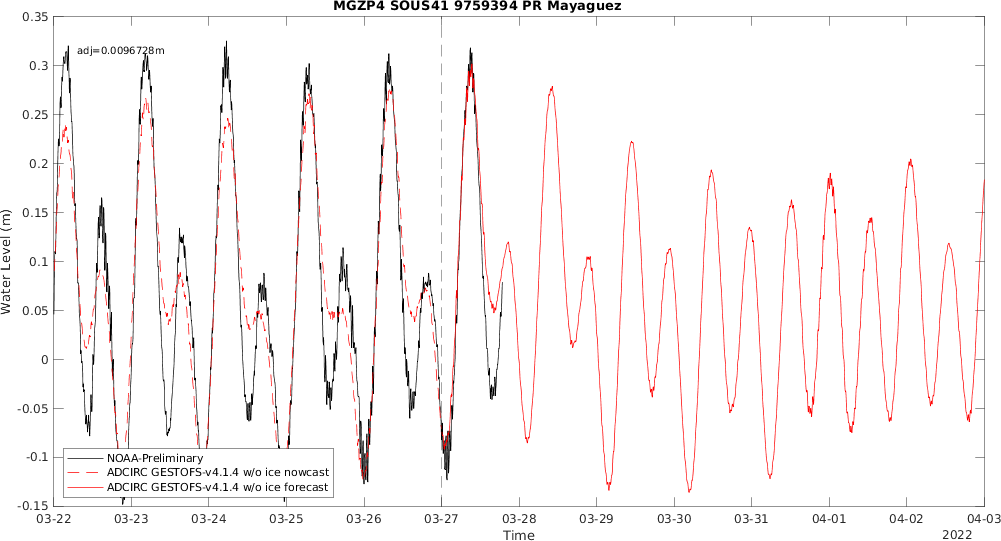 MGZP4 SOUS41 9759394 PR Mayaguez
adj=0.0096728m
0.35
0.3
0.25
0.2
0.15
0.1
0.05
0
-0.05
-0.1
-0.15
Water Level (m)
NOAA-Preliminary
ADCIRC GESTOFS-v4.1.4 w/o ice nowcast
ADCIRC GESTOFS-v4.1.4 w/o ice forecast
03-22 03-23 03-24 03-25 03-26 03-27 03-28 03-29 03-30 03-31 04-01 04-02 04-03
Time
2022